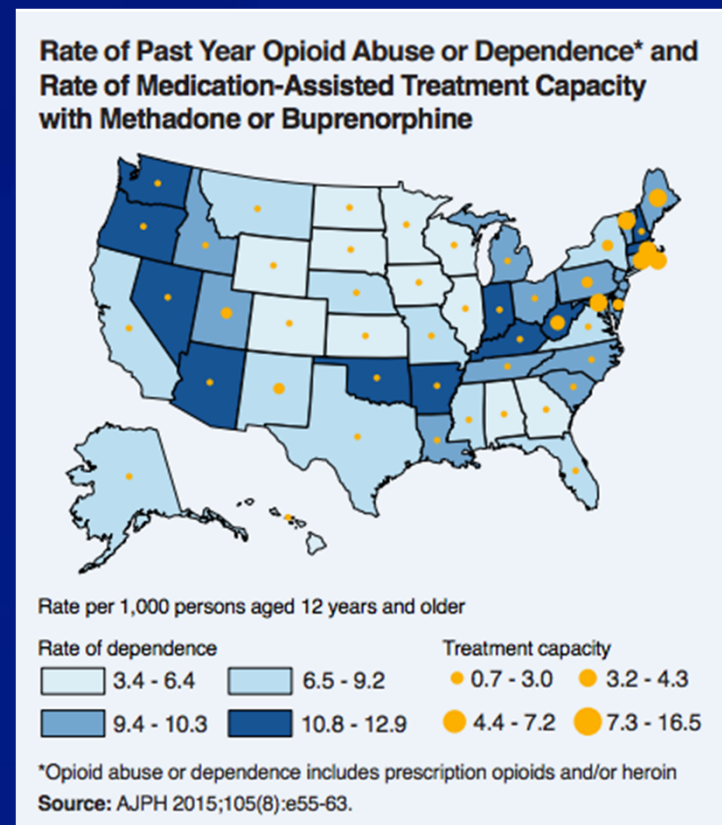 Rate of Past Year Opioid Abuse or Dependence* and
Rate of Medication-Assisted Treatment Capacity
with Methadone or Buprenorphine
Rate per 1,000 persons aged 12 years and older
Rate of dependence
3.4 - 6.4
6.5 - 9.2
9.4 - 10.3
10.8 - 12.9
Treatment capacity
0.7 - 3.0
3.2 - 4.3
4.4 - 7.2
7.3 - 16.5
*Opioid abuse or dependence includes prescription opioids and/or heroin
Source: AJPH 2015;105(8):e55-63.